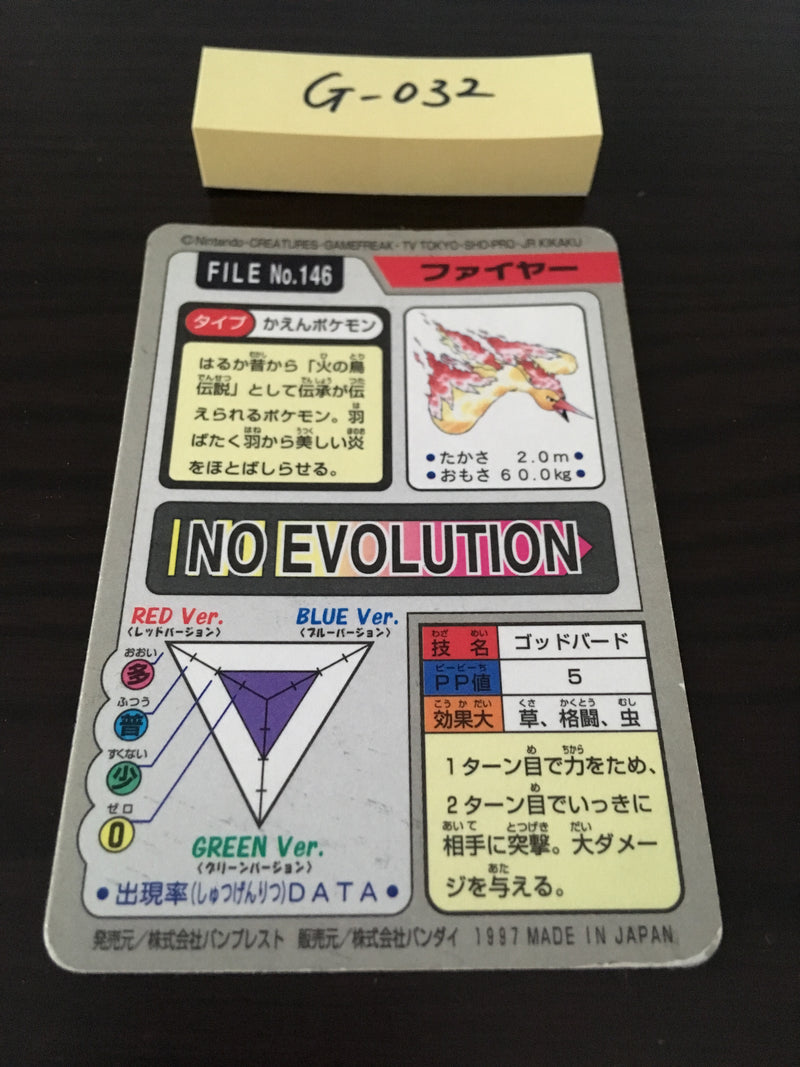 G-032
©Nintendo·CREATURES·GAMEFREAK·TV TOKYO·SHO-PRO·JR KIKAKU
FILE No.146
ファイヤー
タイプ かえんポケモン
はるか昔から「火の鳥
伝説」として伝承が伝
えられるポケモン。羽
ばたく羽から美しい炎
をほとばしらせる。
●たかさ 2.0m●
●おもさ 60.0kg●
NO EVOLUTION
RED Ver.
(レッドバージョン)
BLUE Ver.
(ブルーバージョン)
おおい
多
ふつう
普
すくない
少
ゼロ
0
GREEN Ver.
(グリーンバージョン)
●出現率(しゅつげんりつ)DATA●
技名 ゴッドバード
PP値 5
効果大 草、格闘、虫
1ターン目で力をため、
2ターン目でいっきに
相手に突撃。大ダメー
ジを与える。
発売元/株式会社バンプレスト 販売元/株式会社バンダイ 1997 MADE IN JAPAN